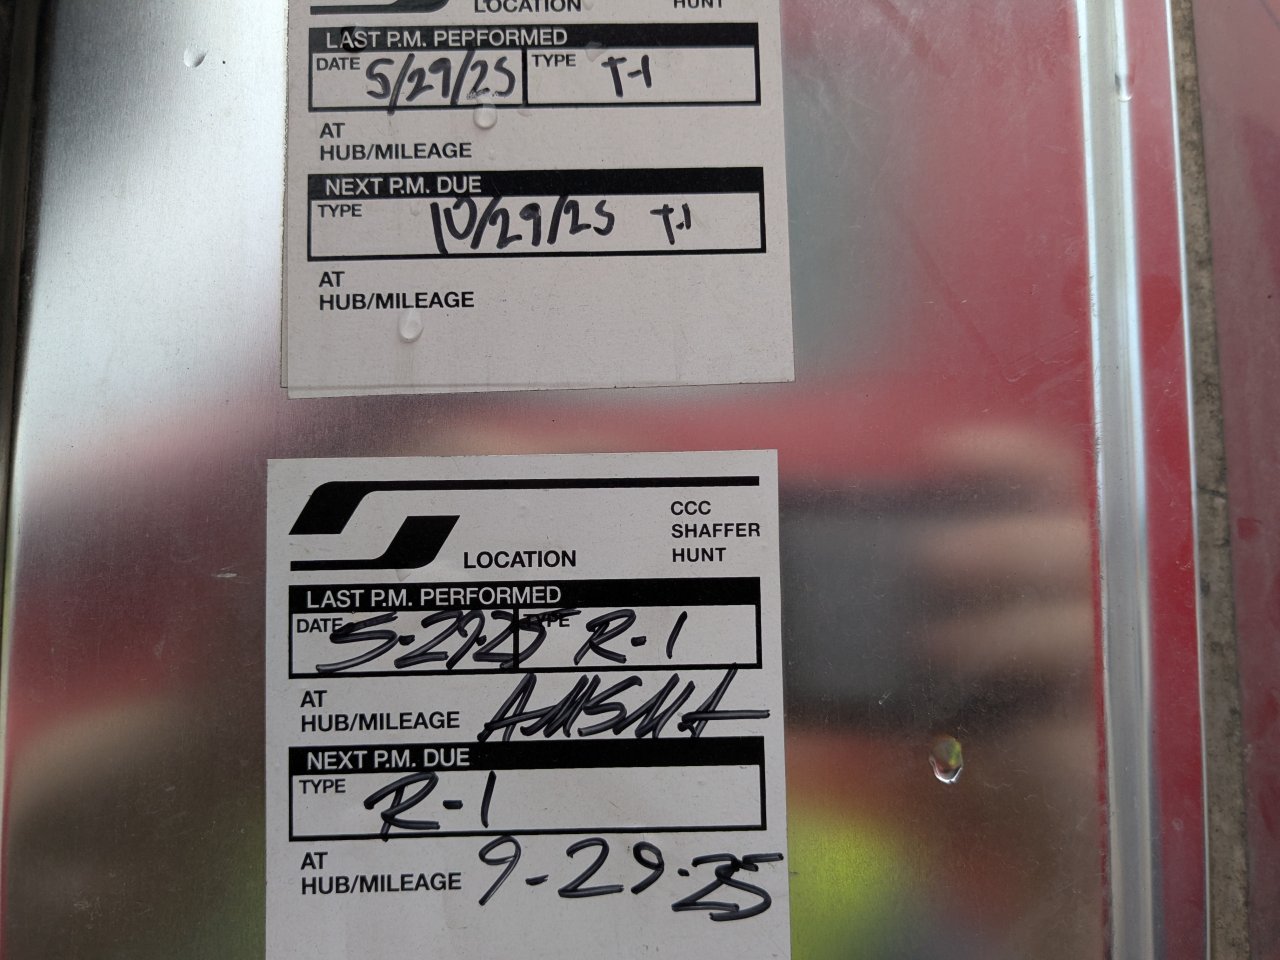 LOCATION HUNT
LAST P.M. PEPFORMED
DATE 5/29/25 TYPE T-1
AT
HUB/MILEAGE
NEXT P.M. DUE
TYPE 10/29/25 T-1
AT
HUB/MILEAGE
CCC
SHAFFER
LOCATION HUNT
LAST P.M. PERFORMED
DATE 5-29-25 TYPE R-1
AT
HUB/MILEAGE
NEXT P.M. DUE
TYPE R-1
AT
HUB/MILEAGE 9-29-25